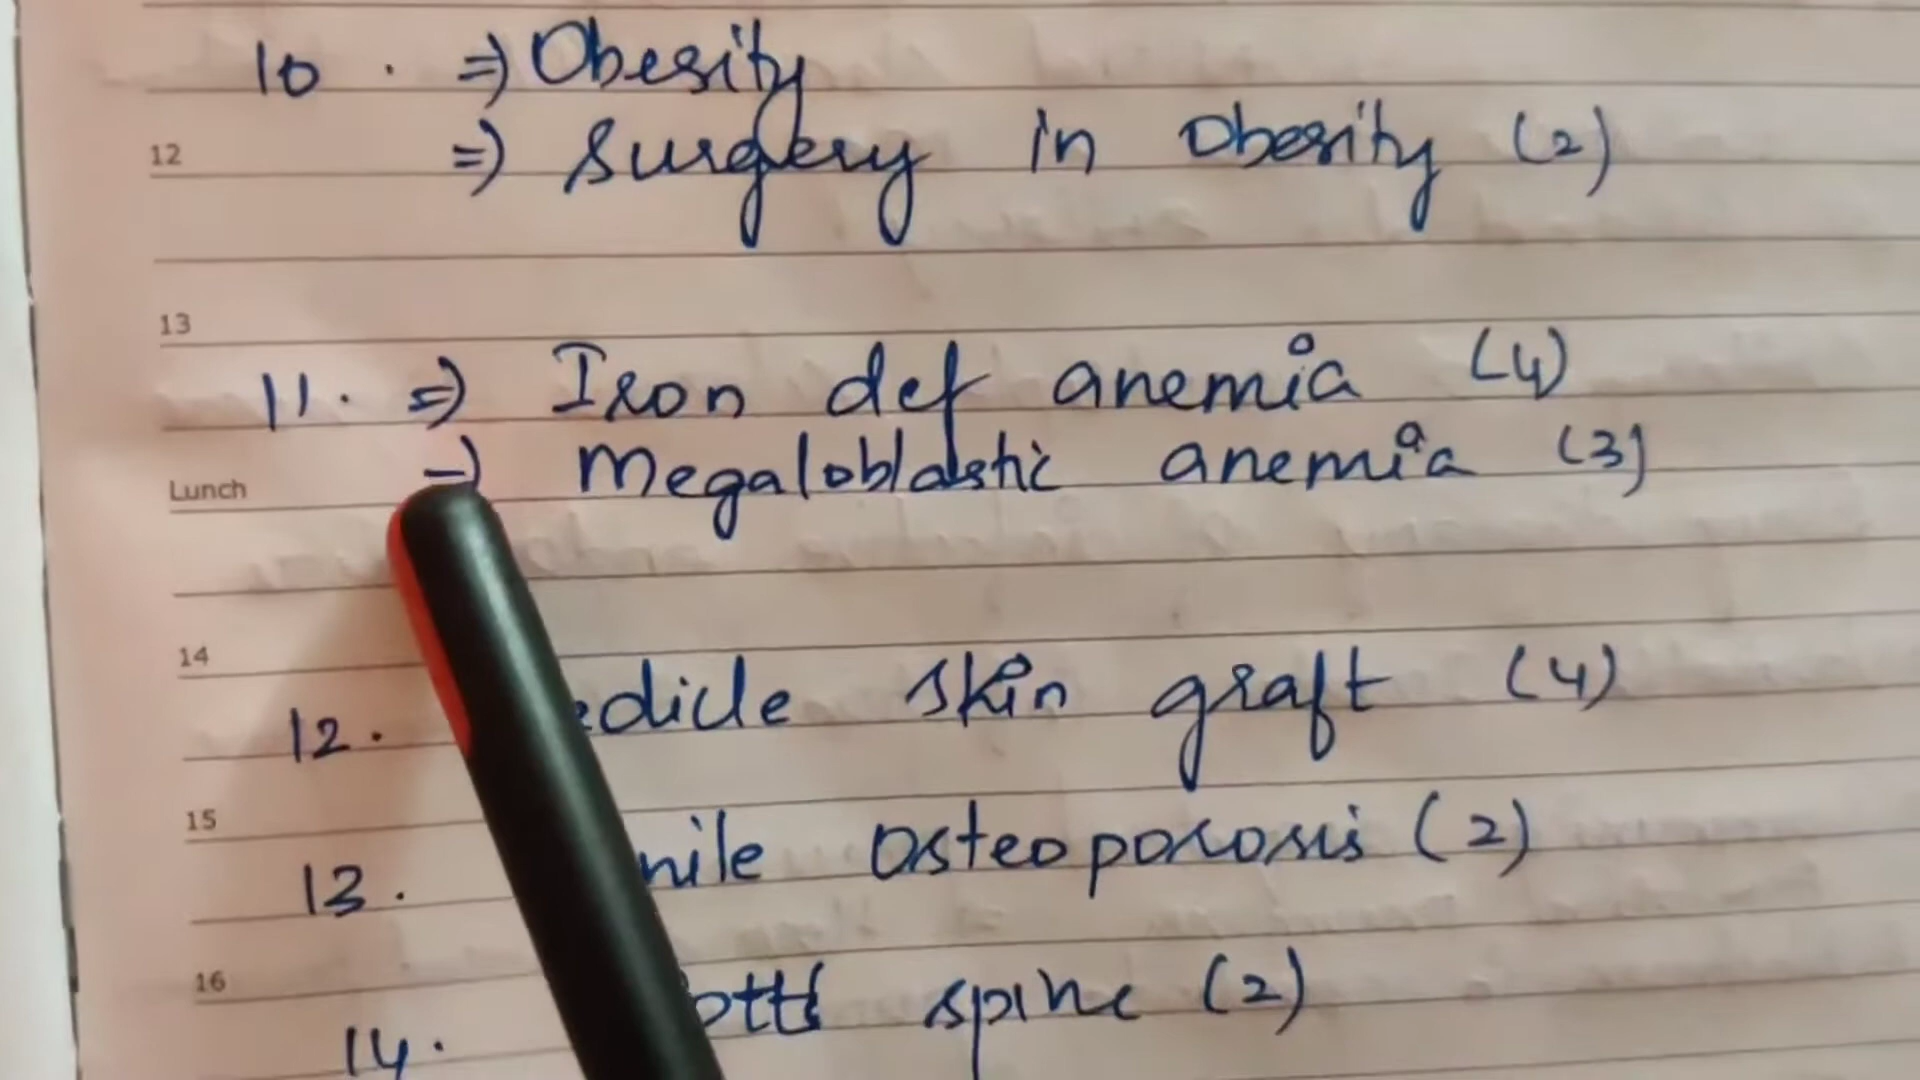 10. => Obesity
12
=> Surgery in Obesity (2)
13
11. => Iron def anemia (4)
Lunch
=> Megaloblastic anemia (3)
14
12. edicle skin graft (4)
15
13. nile osteoporosis (2)
16
14. otts spine (2)